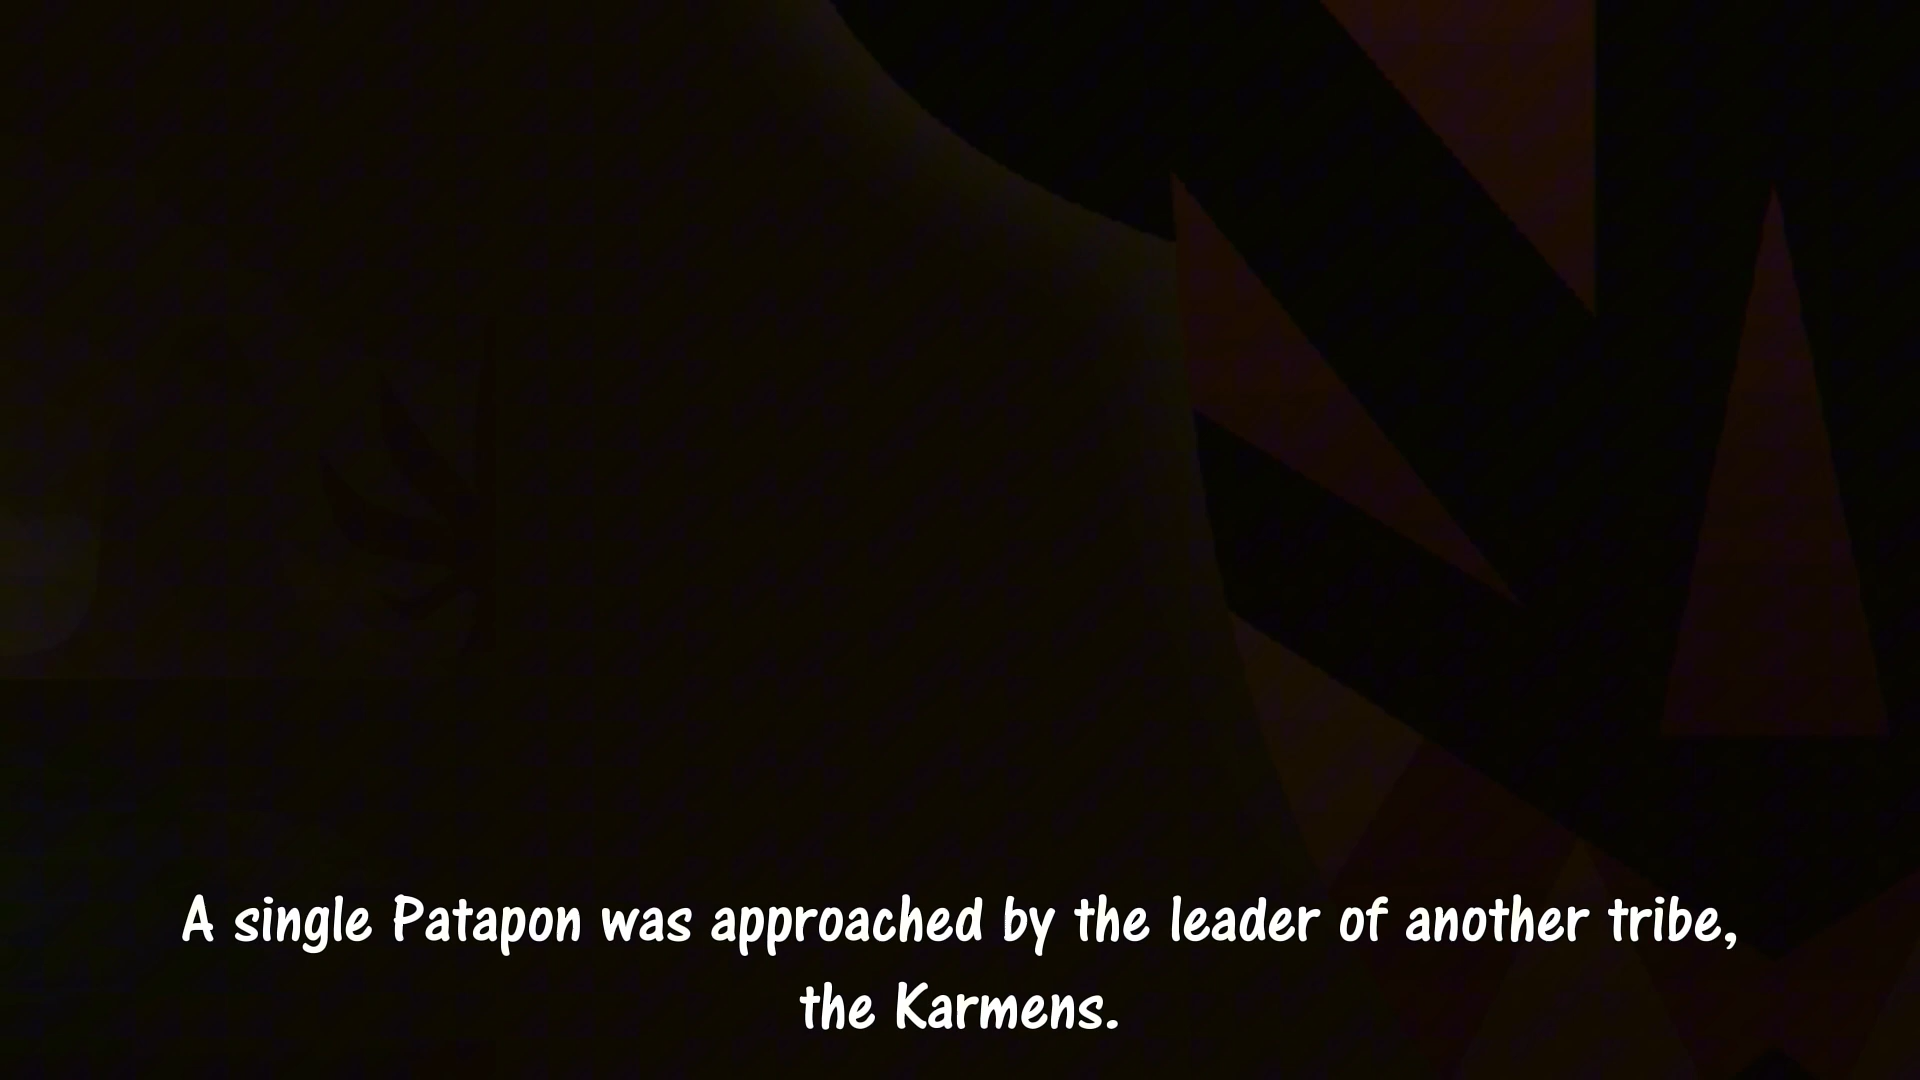 A single Patapon was approached by the leader of another tribe,
the Karmens.